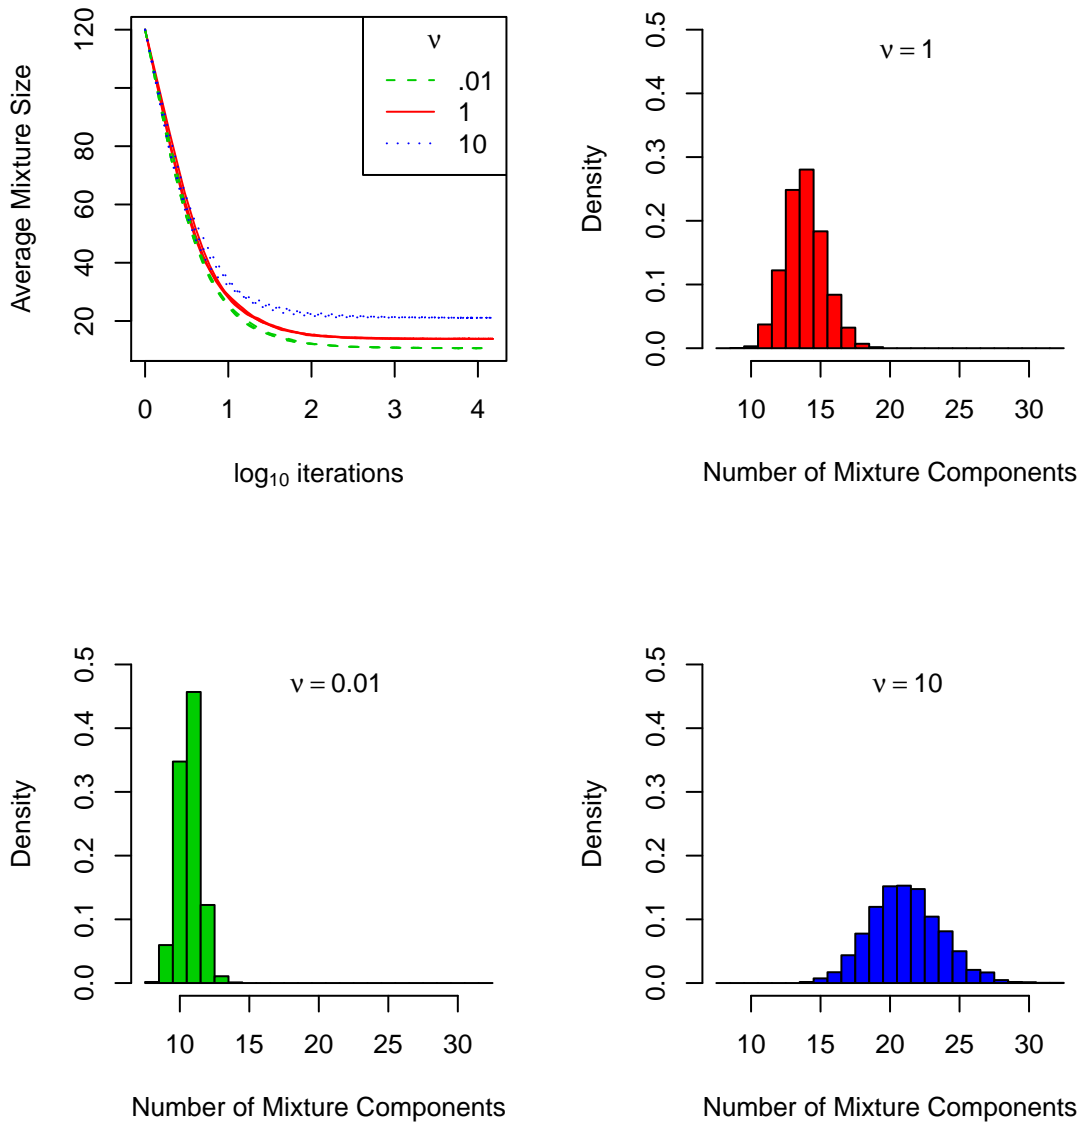 Average Mixture Size
120
80
60
40
20
0 1 2 3 4
log10 iterations
ν
.01
1
10
ν = 1
Density
0.5
0.4
0.3
0.2
0.1
0.0
10 15 20 25 30
Number of Mixture Components
ν = 0.01
Density
0.5
0.4
0.3
0.2
0.1
0.0
10 15 20 25 30
Number of Mixture Components
ν = 10
Density
0.5
0.4
0.3
0.2
0.1
0.0
10 15 20 25 30
Number of Mixture Components